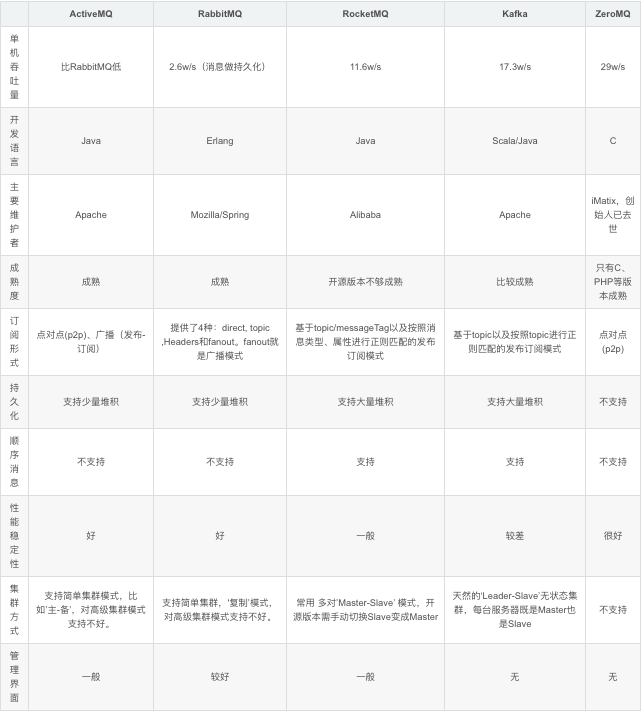 ActiveMQ RabbitMQ RocketMQ Kafka ZeroMQ
单
机
吞
吐
量
比RabbitMQ低
2.6w/s（消息做持久化）
11.6w/s
17.3w/s
29w/s
开
发
语
言
Java
Erlang
Java
Scala/Java
C
主
要
维
护
者
Apache
Mozilla/Spring
Alibaba
Apache
iMatix，创
始人已去
世
成
熟
度
成熟
成熟
开源版本不够成熟
比较成熟
只有C、
PHP等版
本成熟
订
阅
形
式
点对点(p2p)、广播（发布-
订阅）
提供了4种：direct, topic
,Headers和fanout。fanout就
是广播模式
基于topic/messageTag以及按照消
息类型、属性进行正则匹配的发布
订阅模式
基于topic以及按照topic进行正
则匹配的发布订阅模式
点对点
(p2p)
持
久
化
支持少量堆积
支持少量堆积
支持大量堆积
支持大量堆积
不支持
顺
序
消
息
不支持
不支持
支持
支持
不支持
性
能
稳
定
性
好
好
一般
较差
很好
集
群
方
式
支持简单集群模式，比
如'主-备'，对高级集群模式
支持不好。
支持简单集群，'复制'模式，
对高级集群模式支持不好。
常用 多对'Master-Slave' 模式，开
源版本需手动切换Slave变成Master
天然的'Leader-Slave'无状态集
群，每台服务器既是Master也
是Slave
不支持
管
理
界
面
一般
较好
一般
无
无